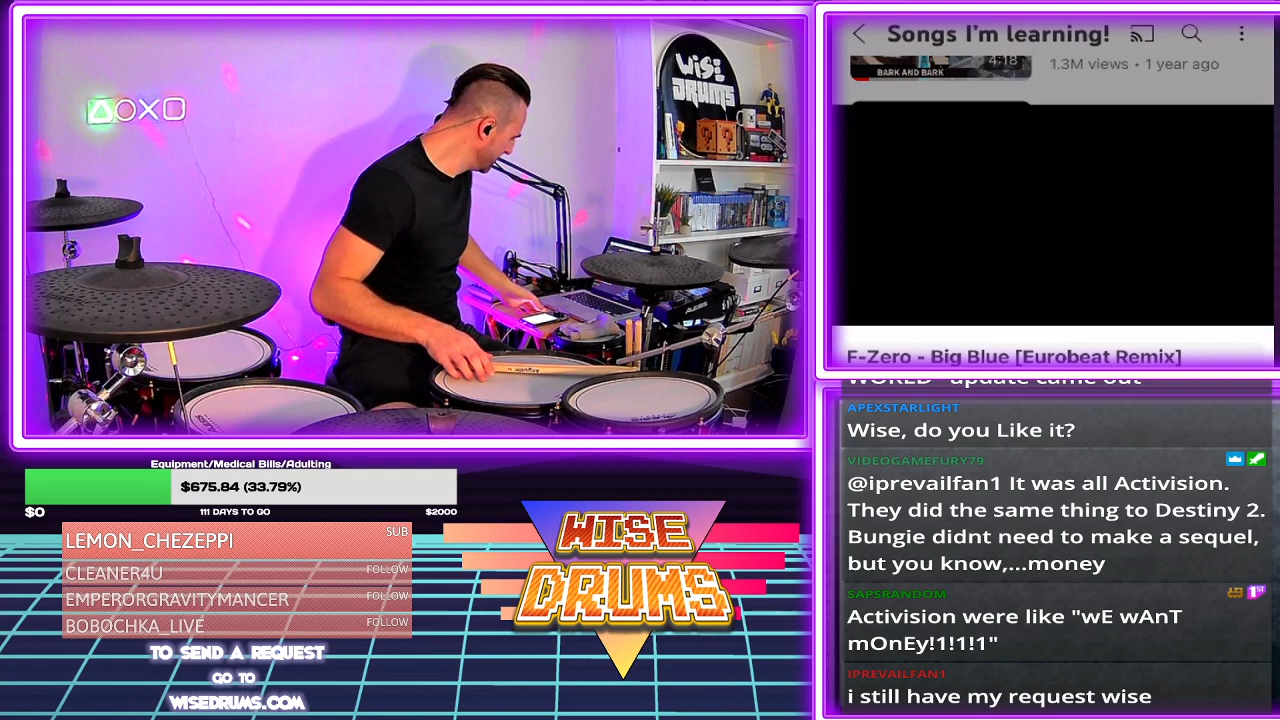 Songs I'm learning!
4:18
BARK AND BARK
1.3M views • 1 year ago
WISE
DRUMS
F-Zero - Big Blue [Eurobeat Remix]
WORLD" update came out
APEXSTARLIGHT
Wise, do you Like it?
VIDEOGAMEFURY79
@iprevailfan1 It was all Activision.
They did the same thing to Destiny 2.
Bungie didnt need to make a sequel,
but you know,...money
SAPSRANDOM
1ST
Activision were like "wE wAnT
mOnEy!1!1!1"
IPREVAILFAN1
i still have my request wise
Equipment/Medical Bills/Adulting
$675.84 (33.79%)
$0
111 DAYS TO GO
$2000
LEMON_CHEZEPPI
SUB
CLEANER4U
FOLLOW
EMPERORGRAVITYMANCER
FOLLOW
BOBOCHKA_LIVE
FOLLOW
TO SEND A REQUEST
GO TO
WISEDRUMS.COM
WISE
DRUMS